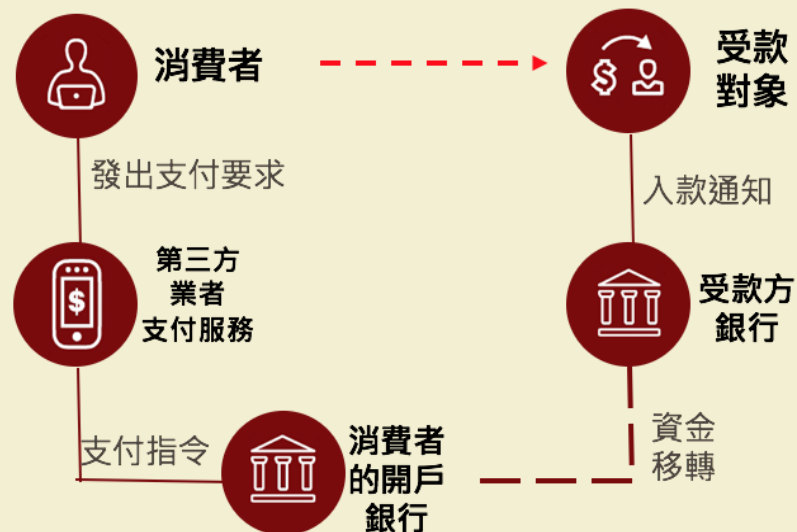 消費者
受款
對象
發出支付要求
入款通知
第三方
業者
支付服務
$
受款方
銀行
支付指令
消費者
的開戶
銀行
資金
移轉
$